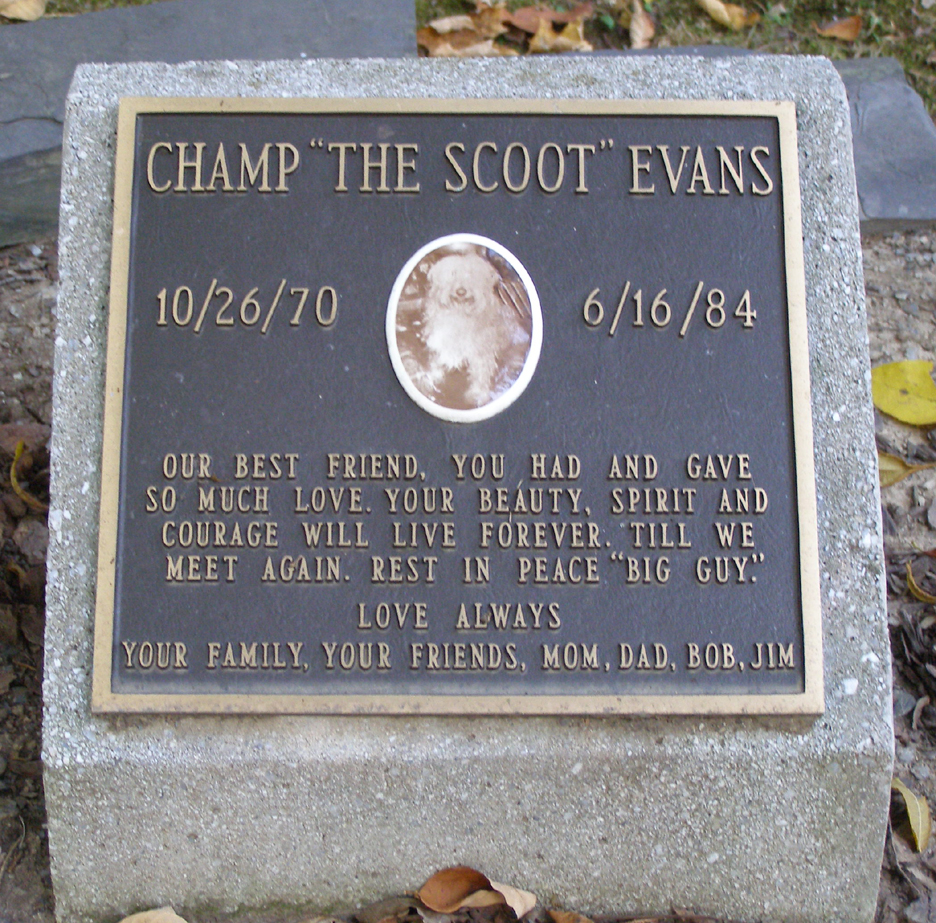 CHAMP "THE SCOOT" EVANS
10/26/70 6/16/84
OUR BEST FRIEND, YOU HAD AND GAVE
SO MUCH LOVE. YOUR BEAUTY, SPIRIT AND
COURAGE WILL LIVE FOREVER. TILL WE
MEET AGAIN. REST IN PEACE "BIG GUY."
LOVE ALWAYS
YOUR FAMILY, YOUR FRIENDS, MOM, DAD, BOB, JIM